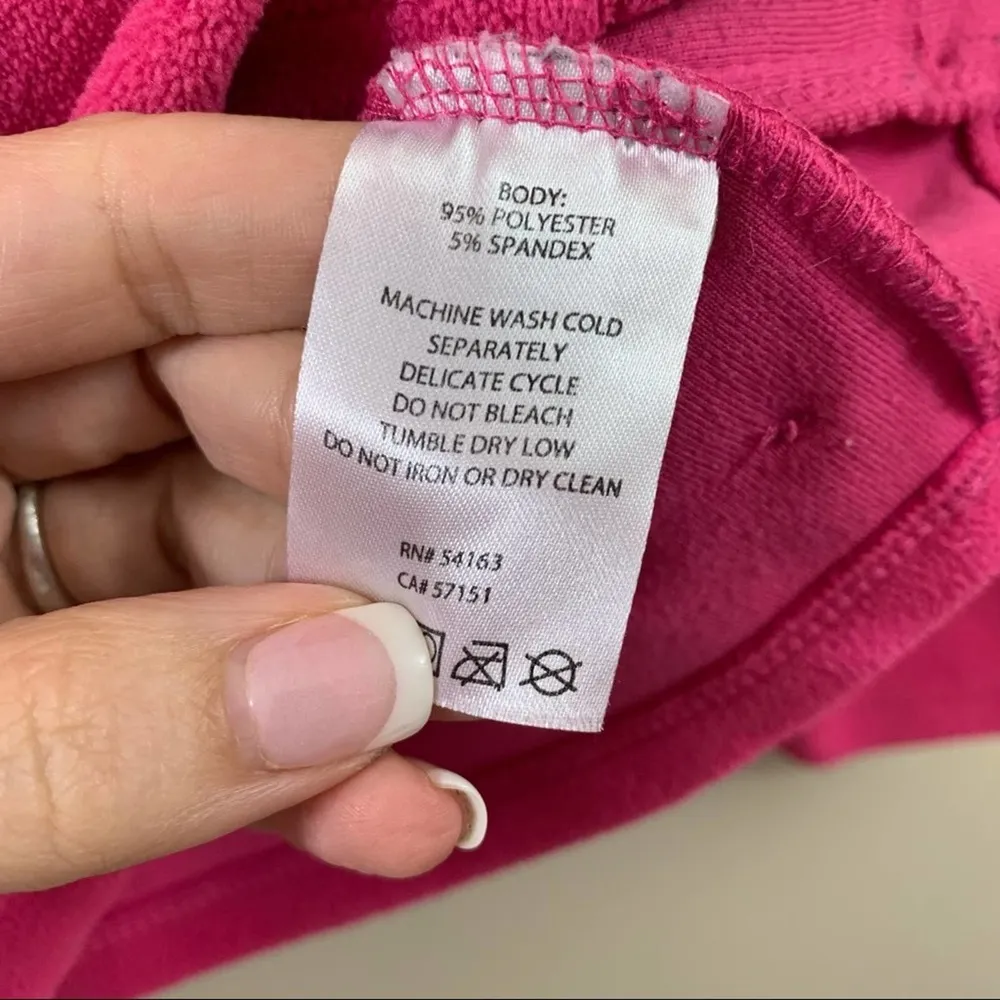 BODY:
95% POLYESTER
5% SPANDEX
MACHINE WASH COLD
SEPARATELY
DELICATE CYCLE
DO NOT BLEACH
TUMBLE DRY LOW
DO NOT IRON OR DRY CLEAN
RN# 54163
CA# 57151